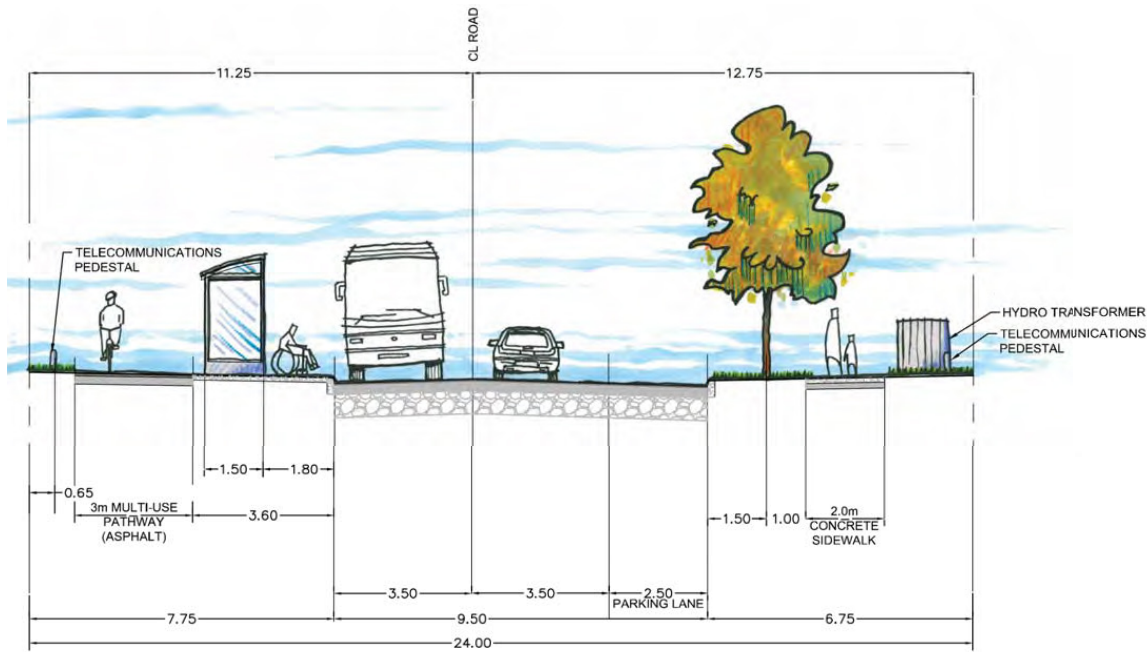 CL ROAD
11.25
12.75
TELECOMMUNICATIONS
PEDESTAL
HYDRO TRANSFORMER
TELECOMMUNICATIONS
PEDESTAL
1.50
1.80
0.65
3m MULTI-USE
PATHWAY
(ASPHALT)
3.60
1.50
1.00
2.0m
CONCRETE
SIDEWALK
3.50
3.50
2.50
PARKING LANE
7.75
9.50
6.75
24.00